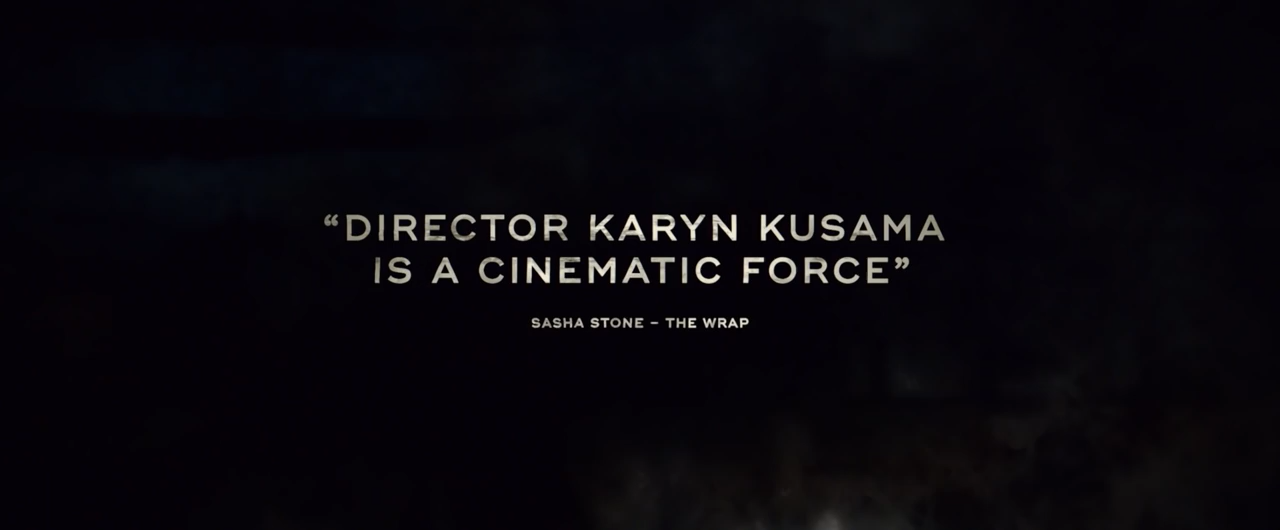 “DIRECTOR KARYN KUSAMA
IS A CINEMATIC FORCE”
SASHA STONE – THE WRAP